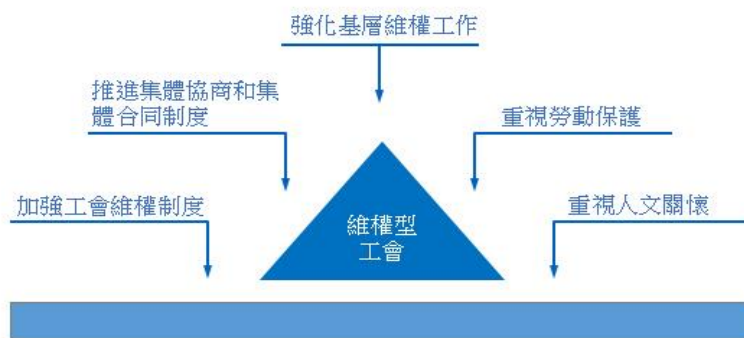 強化基層維權工作
推進集體協商和集
體合同制度
重視勞動保護
加強工會維權制度
重視人文關懷
維權型
工會